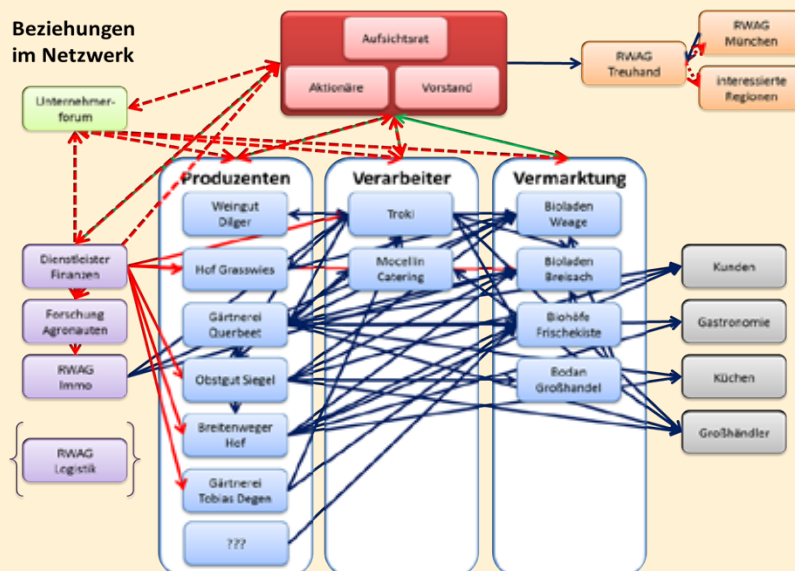 Beziehungen
im Netzwerk
Aufsichtsrat
Aktionäre
Vorstand
RWAG
Treuhand
RWAG
München
interessierte
Regionen
Unternehmer-
forum
Produzenten
Verarbeiter
Vermarktung
Weingut
Dilger
Troki
Bioladen
Waage
Dienstleister
Finanzen
Hof Grasswies
Mocellin
Catering
Bioladen
Breisach
Kunden
Forschung
Agronauten
Gärtnerei
Querbeet
Biohöfe
Frischekiste
Gastronomie
RWAG
Immo
Obstgut Siegel
Bodan
Großhandel
Küchen
Breitenweger
Hof
Großhändler
RWAG
Logistik
Gärtnerei
Tobias Degen
???